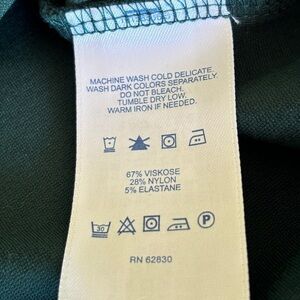 MACHINE WASH COLD DELICATE.
WASH DARK COLORS SEPARATELY.
DO NOT BLEACH.
TUMBLE DRY LOW.
WARM IRON IF NEEDED.
67% VISKOSE
28% NYLON
5% ELASTANE
30 P
RN 62830